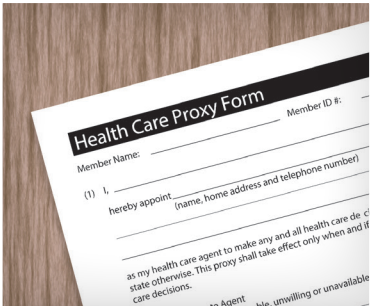 Health Care Proxy Form
Member Name:
Member ID #:
(1) I,
hereby appoint
(name, home address and telephone number)
as my health care agent to make any and all health care de
state otherwise. This proxy shall take effect only when and if
care decisions.
Agent
unwilling or unavailable